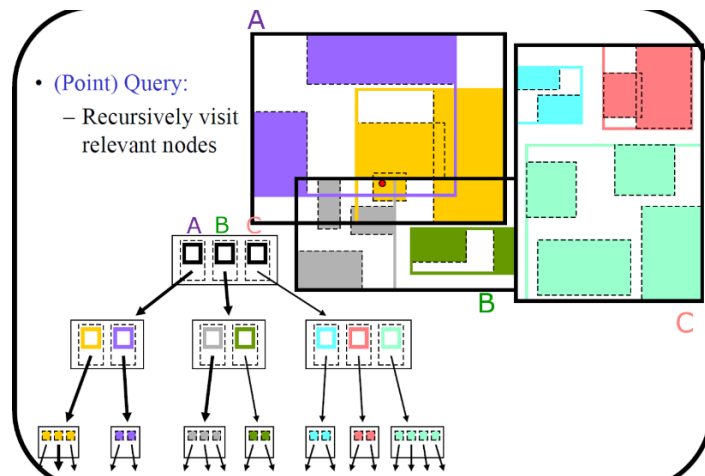 A
• (Point) Query:
– Recursively visit
relevant nodes
A B C
B
C